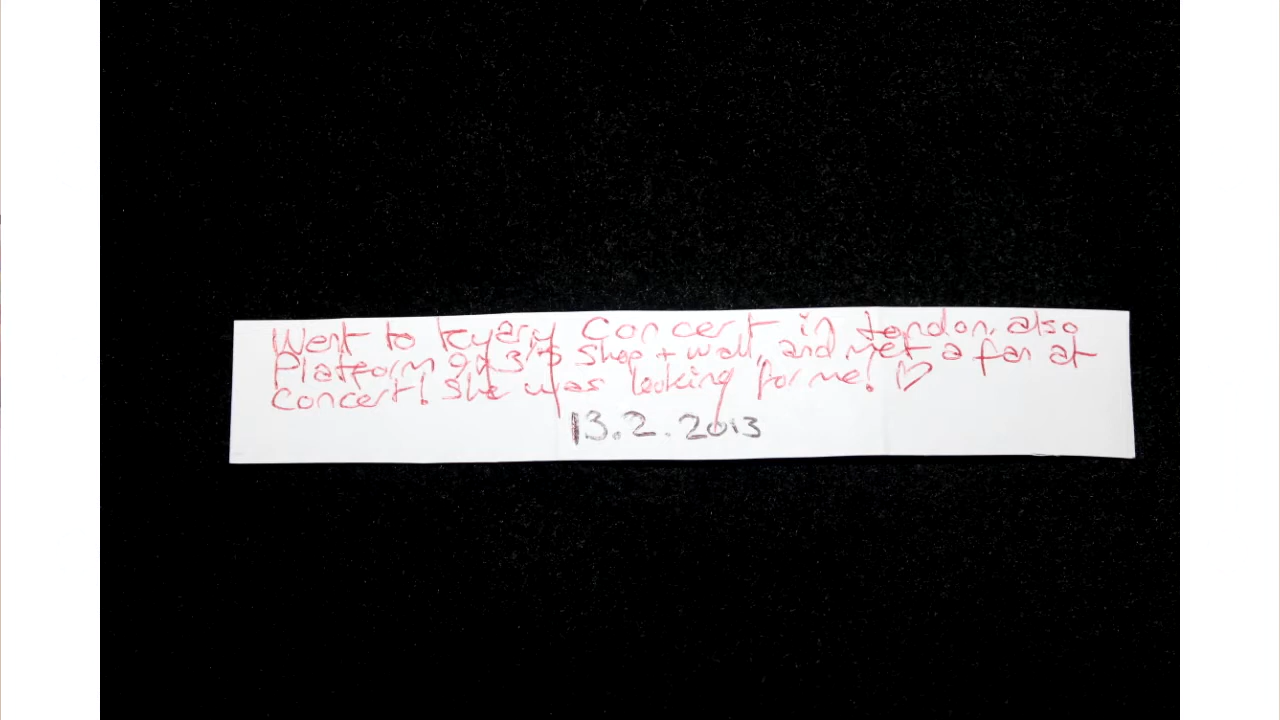 Went to Kyary Concert in London, also
Platform 9 3/4 Shop + wall, and met a fan at
concert! She was looking for me! ♡
13.2.2013